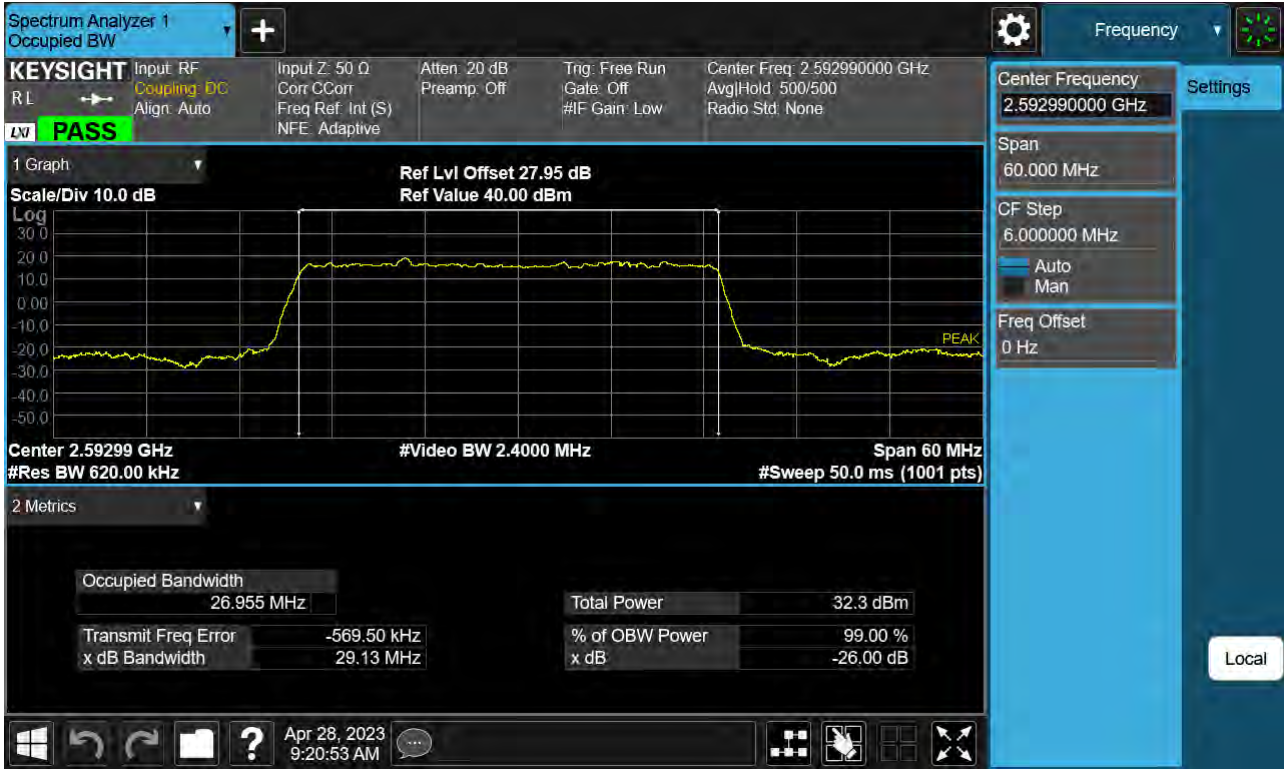 Spectrum Analyzer 1
Occupied BW
Frequency
KEYSIGHT
Input: RF
Coupling: DC
Align: Auto
Input Z: 50 Ω
Corr CCorr
Freq Ref: Int (S)
NFE: Adaptive
Atten: 20 dB
Preamp: Off
Trig: Free Run
Gate: Off
#IF Gain: Low
Center Freq: 2.592990000 GHz
Avg|Hold: 500/500
Radio Std: None
R L
LXI
PASS
Center Frequency
2.592990000 GHz
Settings
Span
60.000 MHz
CF Step
6.000000 MHz
Auto
Man
Freq Offset
0 Hz
Local
1 Graph
Scale/Div 10.0 dB
Ref Lvl Offset 27.95 dB
Ref Value 40.00 dBm
Log
30.0
20.0
10.0
0.00
-10.0
-20.0
-30.0
-40.0
-50.0
PEAK
Center 2.59299 GHz
#Video BW 2.4000 MHz
Span 60 MHz
#Res BW 620.00 kHz
#Sweep 50.0 ms (1001 pts)
2 Metrics
Occupied Bandwidth
26.955 MHz
Total Power 32.3 dBm
Transmit Freq Error -569.50 kHz
% of OBW Power 99.00 %
x dB Bandwidth 29.13 MHz
x dB -26.00 dB
?
Apr 28, 2023
9:20:53 AM